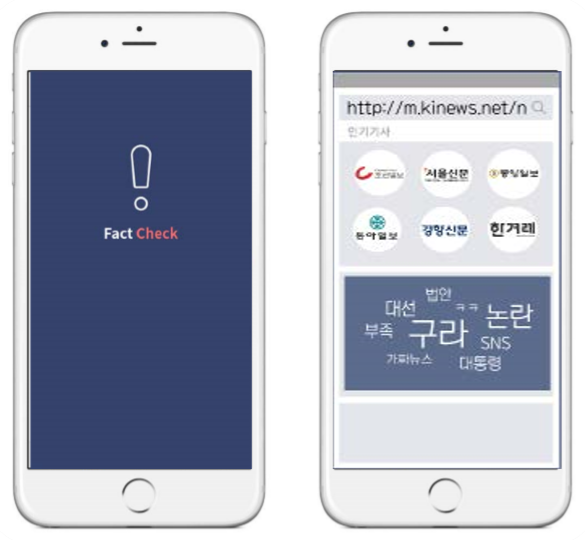 Fact Check
http://m.kinews.net/n
인기기사
조선일보
서울신문
중앙일보
동아일보
경향신문
한겨레
법안
대선
ㅋㅋ
논란
부족
구라
SNS
가짜뉴스
대통령